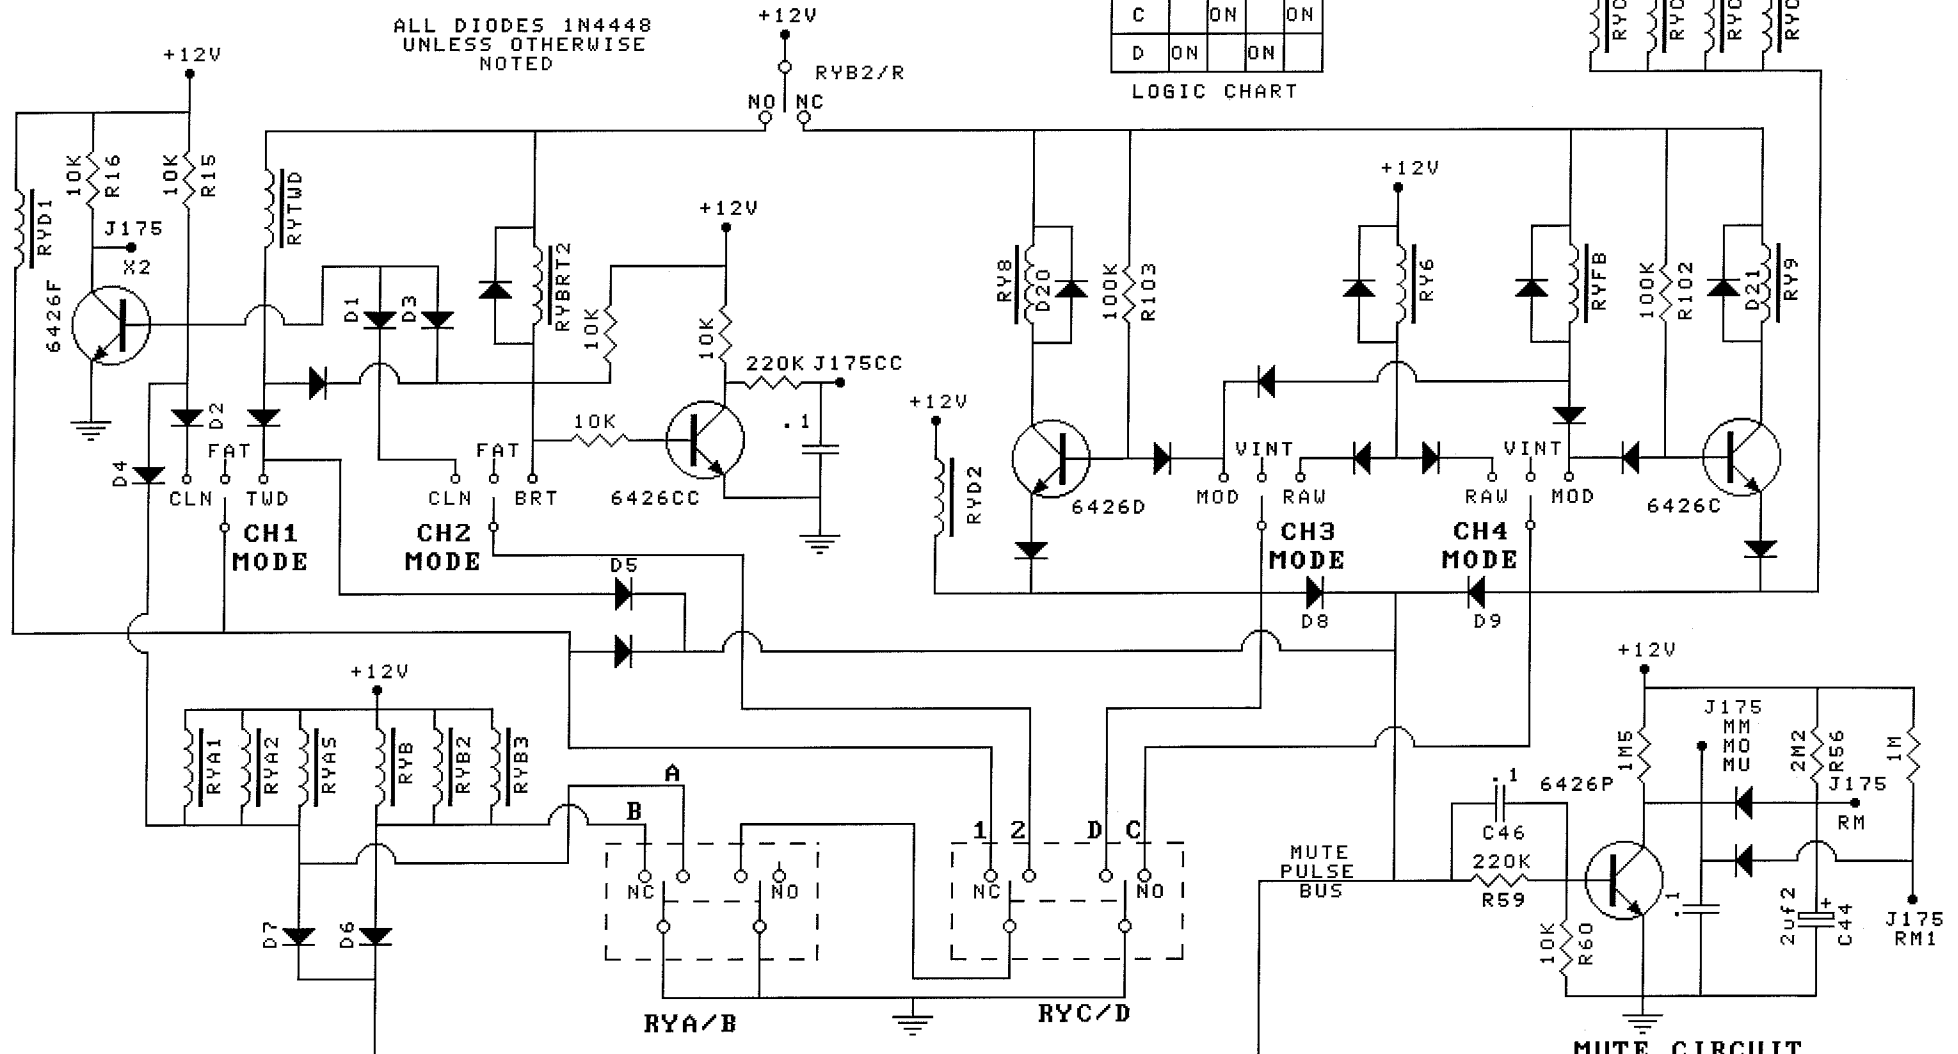 ALL DIODES 1N4448
UNLESS OTHERWISE
NOTED
+12V
RYB2/R
NO NC
C ON ON
D ON ON
LOGIC CHART
+12V
10K
R16
10K
R15
RYD1
J175
X2
6426F
RYTWD
D1
D3
RYBRT2
+12V
10K
10K
220K J175CC
10K
.1
6426CC
D2
D4
FAT
CLN TWD
CH1
MODE
FAT
CLN BRT
CH2
MODE
D5
RY8
D20
100K
R103
+12V
RY6
RYFB
100K
R102
D21
RY9
+12V
RYD2
6426D
VINT
MOD RAW
CH3
MODE
VINT
RAW MOD
CH4
MODE
6426C
D8
D9
+12V
RYA1
RYA2
RYAS
RYB
RYB2
RYB3
A
B
D7
D6
NC
NO
RYA/B
1 2 D C
NC
NO
RYC/D
MUTE
PULSE
BUS
+12V
1M5
J175
MM
MO
MU
2M2
R56
1M
.1
C46
6426P
J175
RM
220K
R59
10K
R60
.1
2uf2
+
C44
J175
RM1
MUTE CIRCUIT